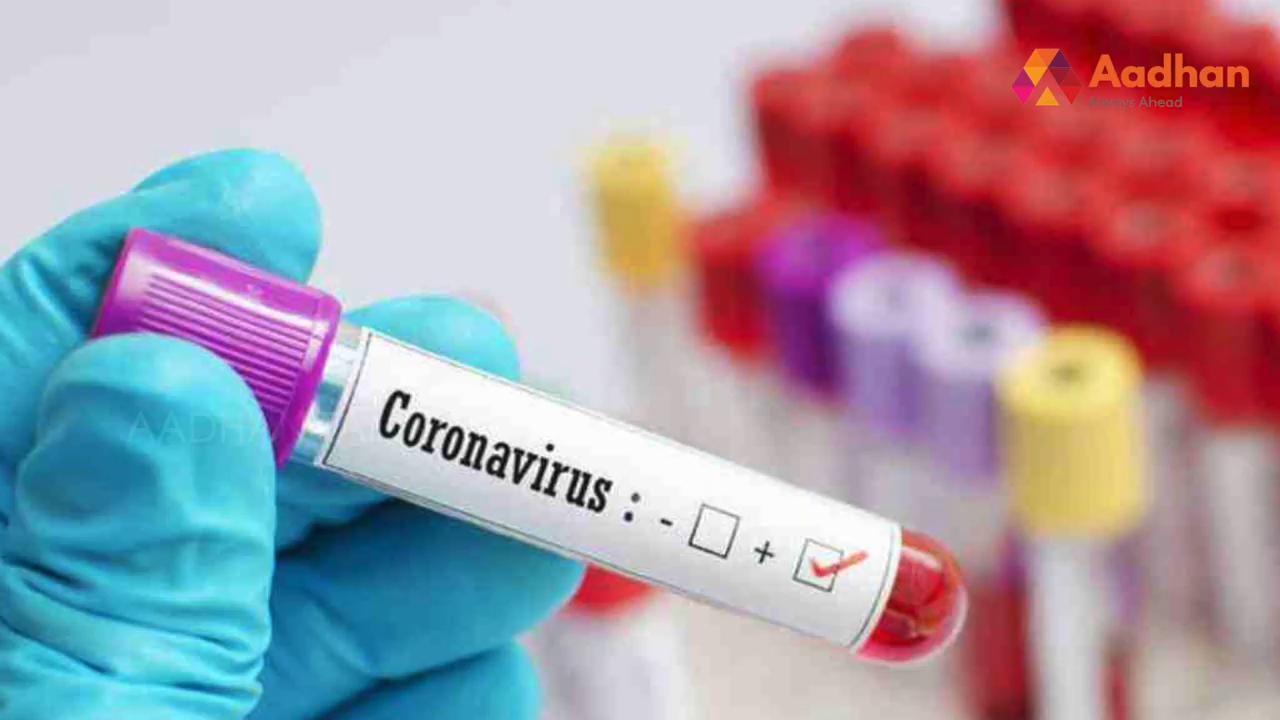 Aadhan
Always Ahead
Coronavirus : - ☐ + ☑